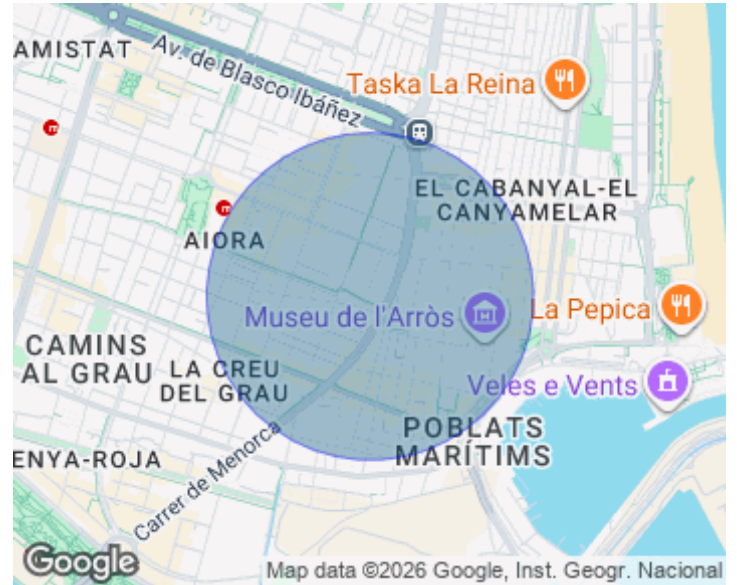 AMISTAT
Av. de Blasco Ibáñez
Taska La Reina
EL CABANYAL-EL
CANYAMELAR
AIORA
Museu de l'Arròs
La Pepica
CAMINS
AL GRAU
LA CREU
DEL GRAU
Veles e Vents
POBLATS
MARÍTIMS
ENYA-ROJA
Carrer de Menorca
Google
Map data ©2026 Google, Inst. Geogr. Nacional